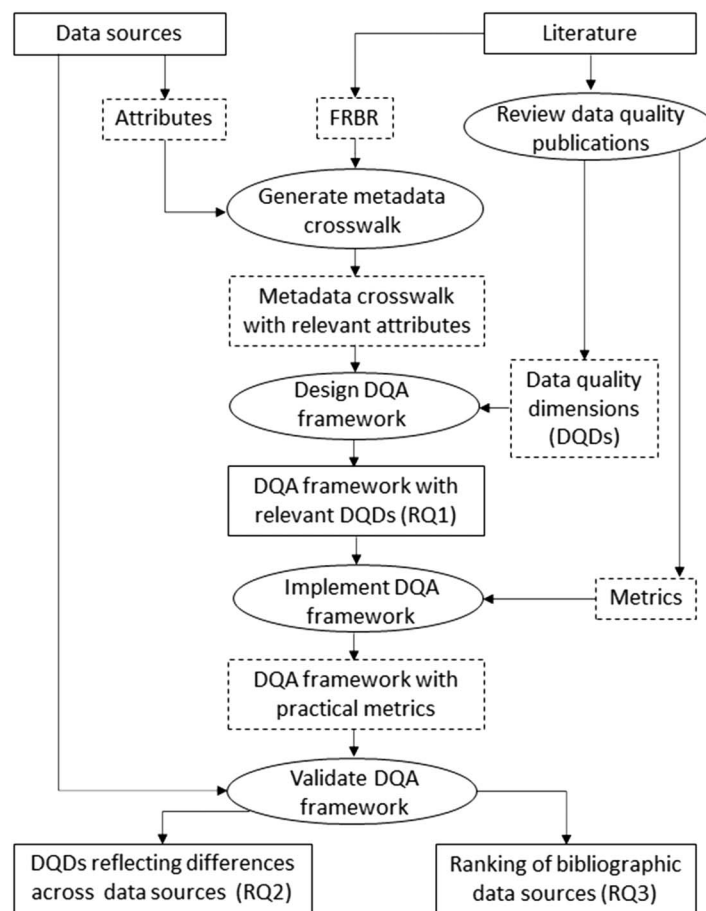 Data sources
Literature
Attributes
FRBR
Review data quality
publications
Generate metadata
crosswalk
Metadata crosswalk
with relevant attributes
Design DQA
framework
Data quality
dimensions
(DQDs)
DQA framework with
relevant DQDs (RQ1)
Implement DQA
framework
Metrics
DQA framework with
practical metrics
Validate DQA
framework
DQDs reflecting differences
across data sources (RQ2)
Ranking of bibliographic
data sources (RQ3)